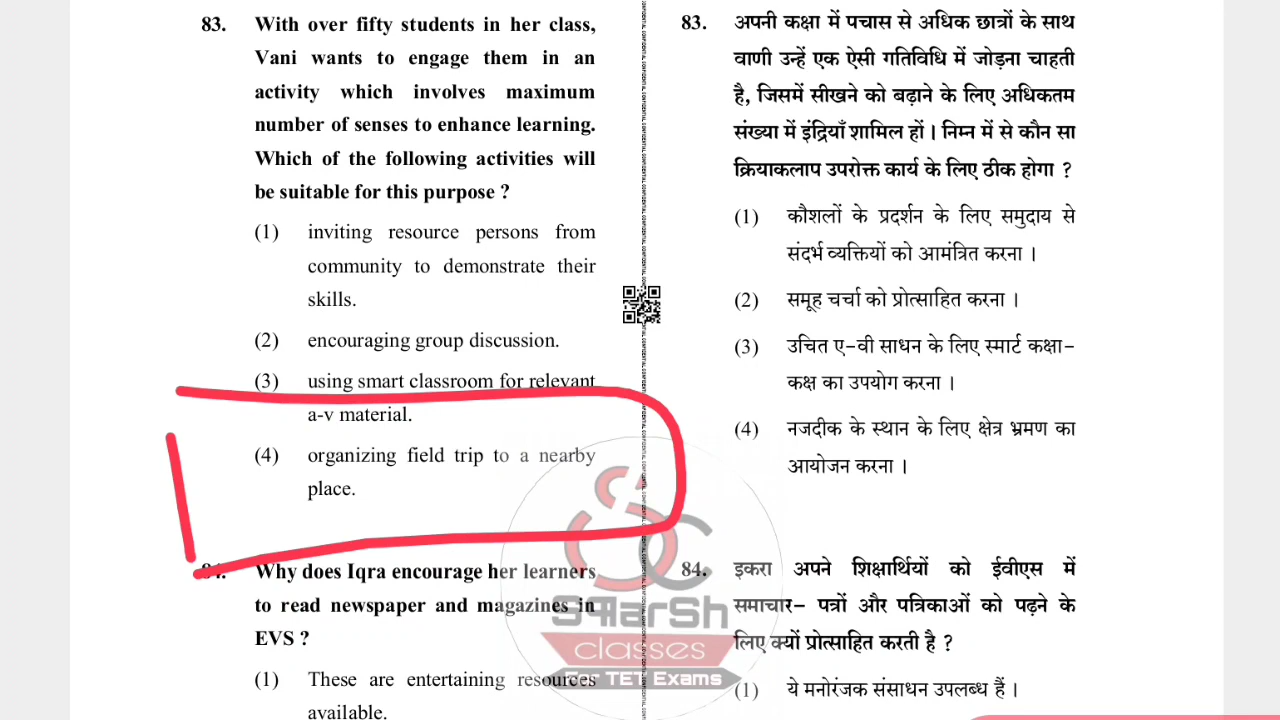 83. With over fifty students in her class,
Vani wants to engage them in an
activity which involves maximum
number of senses to enhance learning.
Which of the following activities will
be suitable for this purpose ?
(1) inviting resource persons from
community to demonstrate their
skills.
(2) encouraging group discussion.
(3) using smart classroom for relevant
a-v material.
(4) organizing field trip to a nearby
place.
84. Why does Iqra encourage her learners
to read newspaper and magazines in
EVS ?
(1) These are entertaining resources
available.
83. अपनी कक्षा में पचास से अधिक छात्रों के साथ
वाणी उन्हें एक ऐसी गतिविधि में जोड़ना चाहती
है, जिसमें सीखने को बढ़ाने के लिए अधिकतम
संख्या में इंद्रियाँ शामिल हों । निम्न में से कौन सा
क्रियाकलाप उपरोक्त कार्य के लिए ठीक होगा ?
(1) कौशलों के प्रदर्शन के लिए समुदाय से
संदर्भ व्यक्तियों को आमंत्रित करना ।
(2) समूह चर्चा को प्रोत्साहित करना ।
(3) उचित ए-वी साधन के लिए स्मार्ट कक्षा-
कक्ष का उपयोग करना ।
(4) नजदीक के स्थान के लिए क्षेत्र भ्रमण का
आयोजन करना ।
84. इकरा अपने शिक्षार्थियों को ईवीएस में
समाचार- पत्रों और पत्रिकाओं को पढ़ने के
लिए क्यों प्रोत्साहित करती है ?
(1) ये मनोरंजक संसाधन उपलब्ध हैं ।
SपarSh
classes
For TET Exams